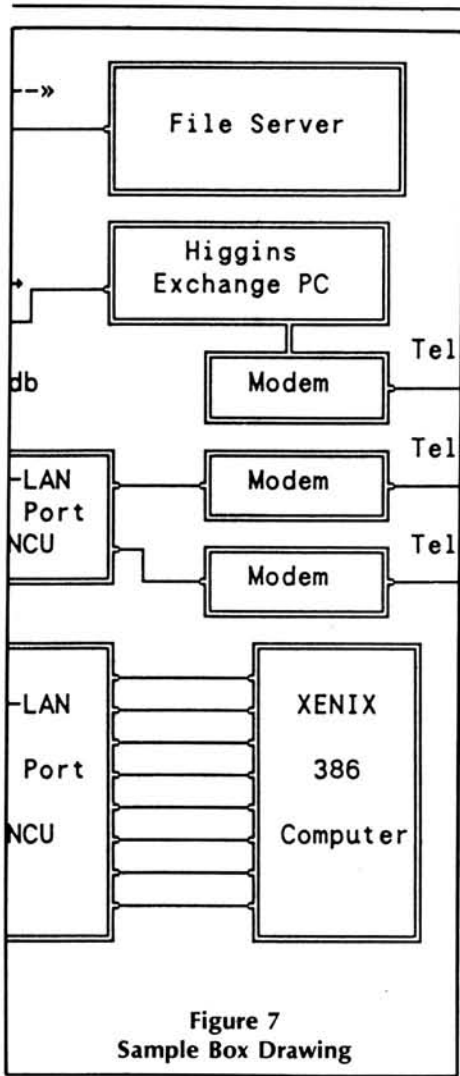 File Server
Higgins
Exchange PC
Tel
db
Modem
Tel
-LAN
Modem
Port
NCU
Tel
Modem
-LAN
XENIX
Port
386
NCU
Computer
Figure 7
Sample Box Drawing